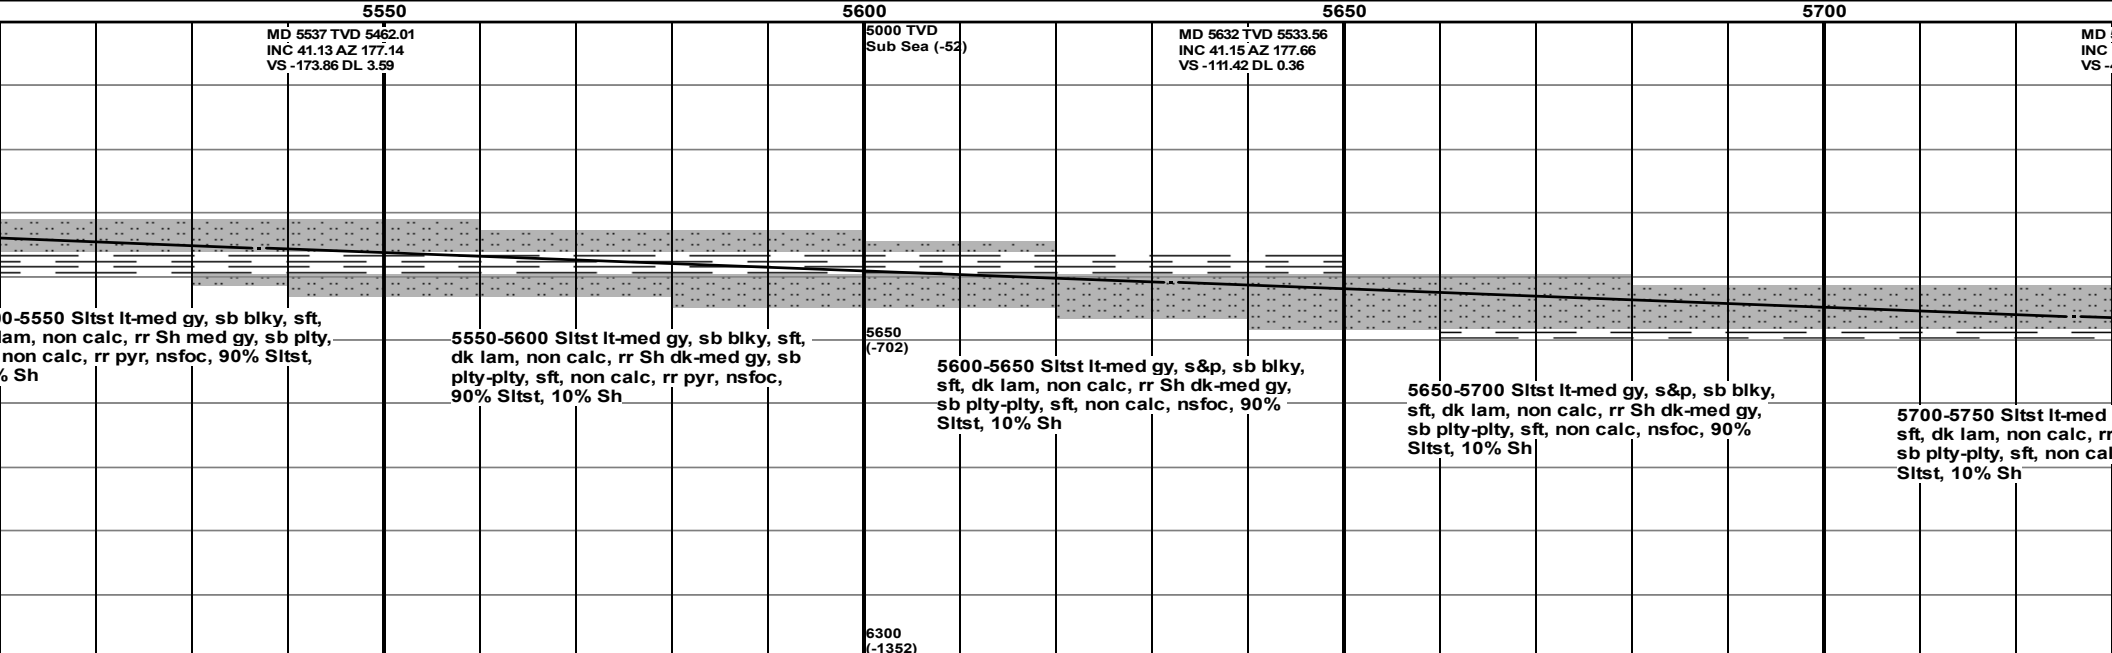 5550
5600
5650
5700
MD 5537 TVD 5462.01
INC 41.13 AZ 177.14
VS -173.86 DL 3.59
5000 TVD
Sub Sea (-52)
MD 5632 TVD 5533.56
INC 41.15 AZ 177.66
VS -111.42 DL 0.36
MD
INC
VS
0-5550 Sltst lt-med gy, sb blky, sft,
lam, non calc, rr Sh med gy, sb plty,
non calc, rr pyr, nsfoc, 90% Sltst,
% Sh
5550-5600 Sltst lt-med gy, sb blky, sft,
dk lam, non calc, rr Sh dk-med gy, sb
plty-plty, sft, non calc, rr pyr, nsfoc,
90% Sltst, 10% Sh
5650
(-702)
5600-5650 Sltst lt-med gy, s&p, sb blky,
sft, dk lam, non calc, rr Sh dk-med gy,
sb plty-plty, sft, non calc, nsfoc, 90%
Sltst, 10% Sh
5650-5700 Sltst lt-med gy, s&p, sb blky,
sft, dk lam, non calc, rr Sh dk-med gy,
sb plty-plty, sft, non calc, nsfoc, 90%
Sltst, 10% Sh
5700-5750 Sltst lt-med
sft, dk lam, non calc, rr
sb plty-plty, sft, non cal
Sltst, 10% Sh
6300
(-1352)